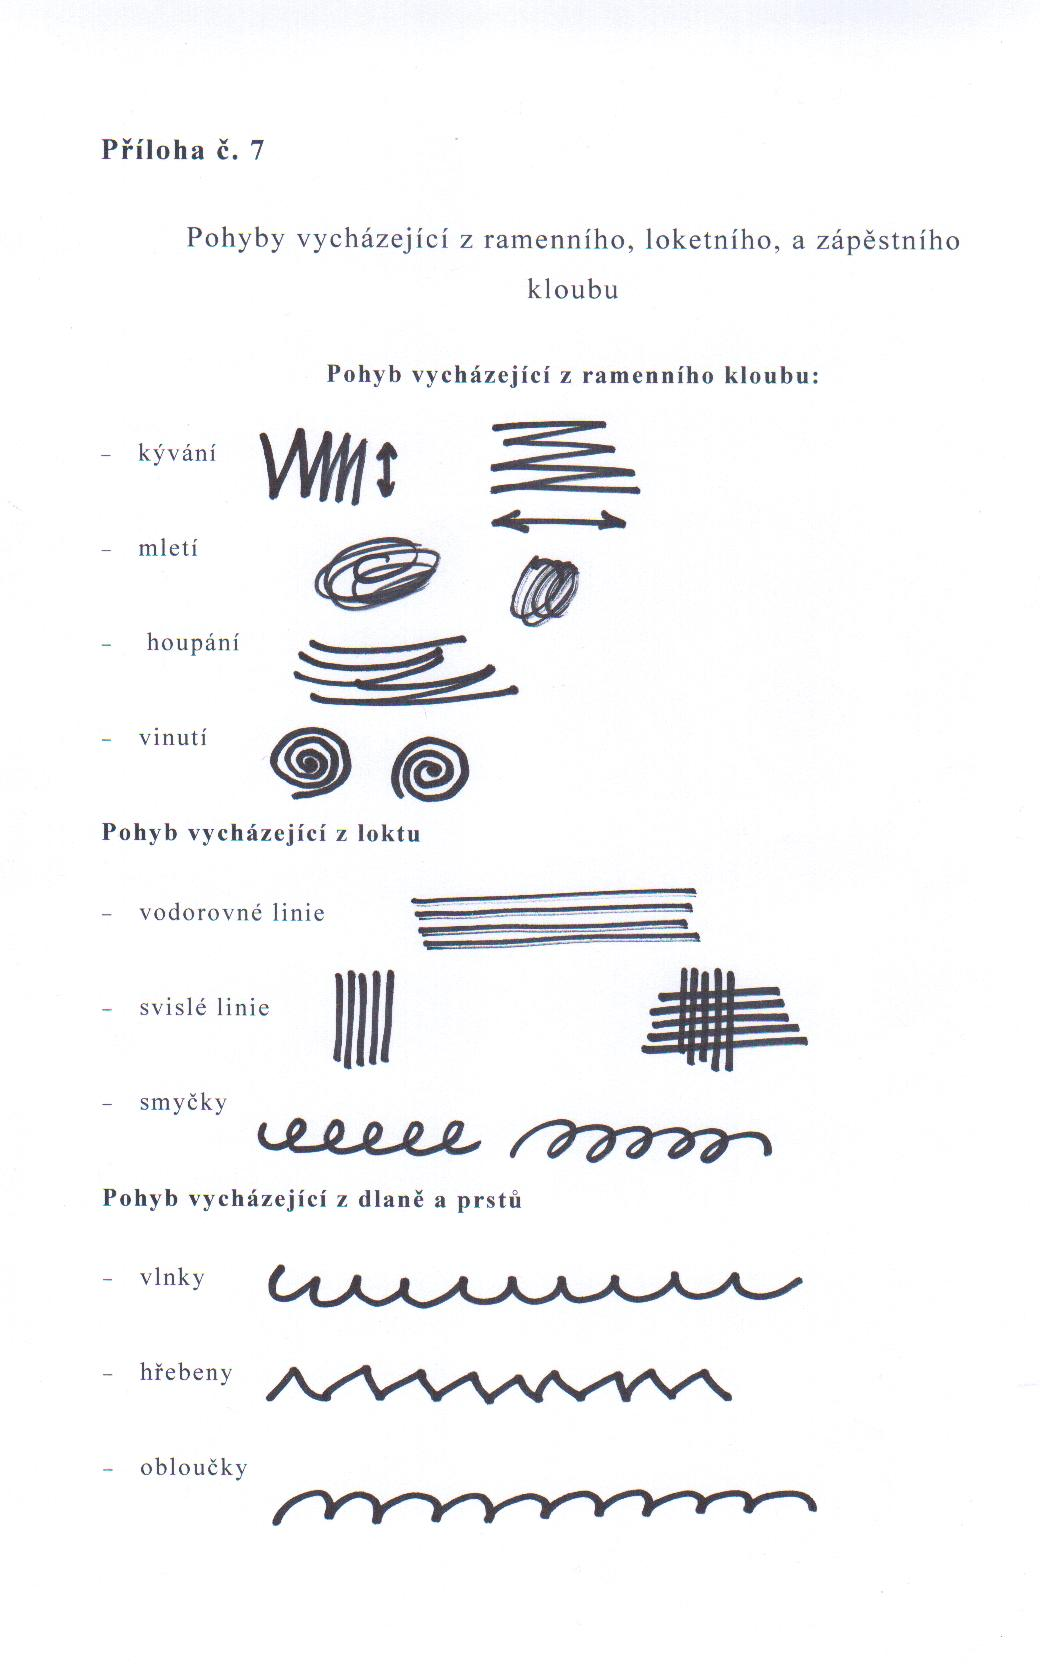 Příloha č. 7
Pohyby vycházející z ramenního, loketního, a zápěstního
kloubu
Pohyb vycházející z ramenního kloubu:
- kývání
- mletí
- houpání
- vinutí
Pohyb vycházející z loktu
- vodorovné linie
- svislé linie
- smyčky
Pohyb vycházející z dlaně a prstů
- vlnky
- hřebeny
- obloučky